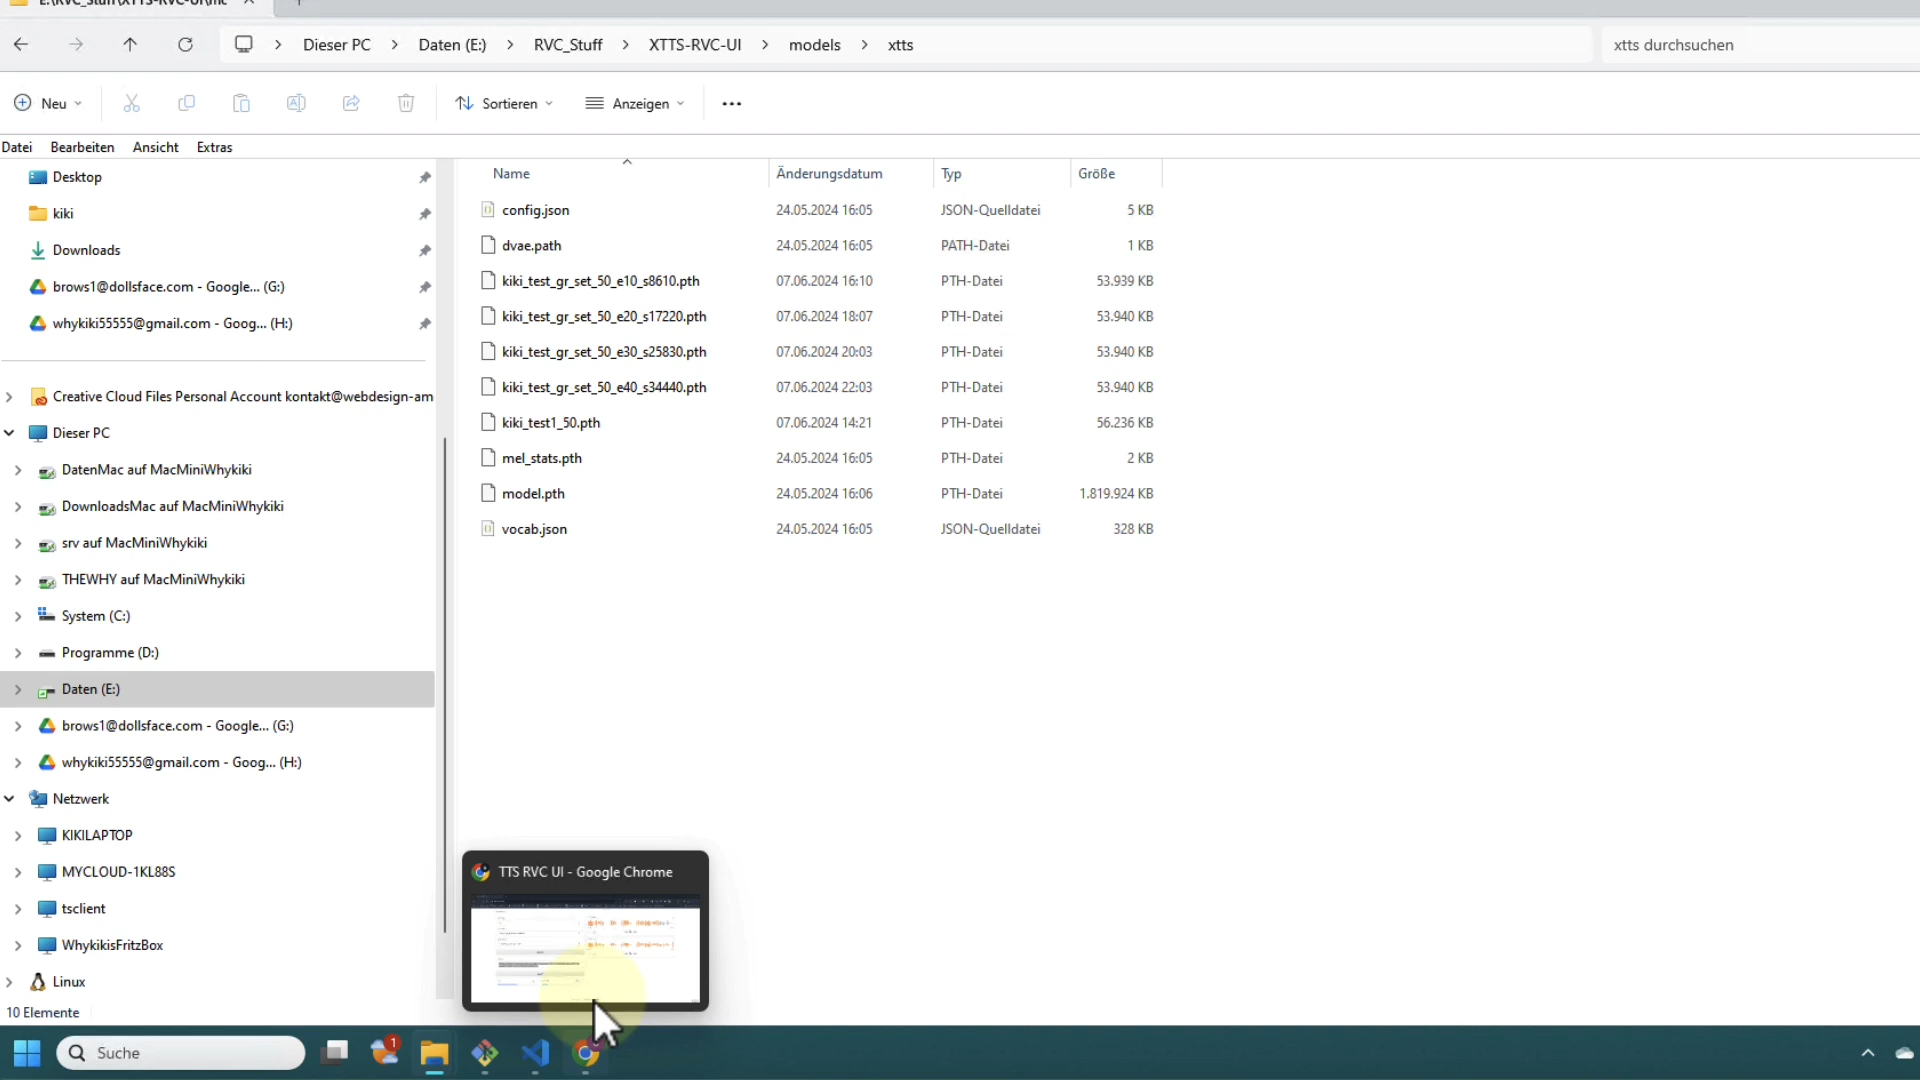 E:\RVC_Stuff\XTTS-RVC-UI\mc
Dieser PC Daten (E:) RVC_Stuff XTTS-RVC-UI models xtts
xtts durchsuchen
Neu
Sortieren
Anzeigen
Datei Bearbeiten Ansicht Extras
Desktop
kiki
Downloads
brows1@dollsface.com - Google... (G:)
whykiki55555@gmail.com - Goog... (H:)
Creative Cloud Files Personal Account kontakt@webdesign-am
Dieser PC
DatenMac auf MacMiniWhykiki
DownloadsMac auf MacMiniWhykiki
srv auf MacMiniWhykiki
THEWHY auf MacMiniWhykiki
System (C:)
Programme (D:)
Daten (E:)
brows1@dollsface.com - Google... (G:)
whykiki55555@gmail.com - Goog... (H:)
Netzwerk
KIKILAPTOP
MYCLOUD-1KL88S
tsclient
WhykikisFritzBox
Linux
10 Elemente
Name Änderungsdatum Typ Größe
config.json 24.05.2024 16:05 JSON-Quelldatei 5 KB
dvae.path 24.05.2024 16:05 PATH-Datei 1 KB
kiki_test_gr_set_50_e10_s8610.pth 07.06.2024 16:10 PTH-Datei 53.939 KB
kiki_test_gr_set_50_e20_s17220.pth 07.06.2024 18:07 PTH-Datei 53.940 KB
kiki_test_gr_set_50_e30_s25830.pth 07.06.2024 20:03 PTH-Datei 53.940 KB
kiki_test_gr_set_50_e40_s34440.pth 07.06.2024 22:03 PTH-Datei 53.940 KB
kiki_test1_50.pth 07.06.2024 14:21 PTH-Datei 56.236 KB
mel_stats.pth 24.05.2024 16:05 PTH-Datei 2 KB
model.pth 24.05.2024 16:06 PTH-Datei 1.819.924 KB
vocab.json 24.05.2024 16:05 JSON-Quelldatei 328 KB
TTS RVC UI - Google Chrome
Suche
1